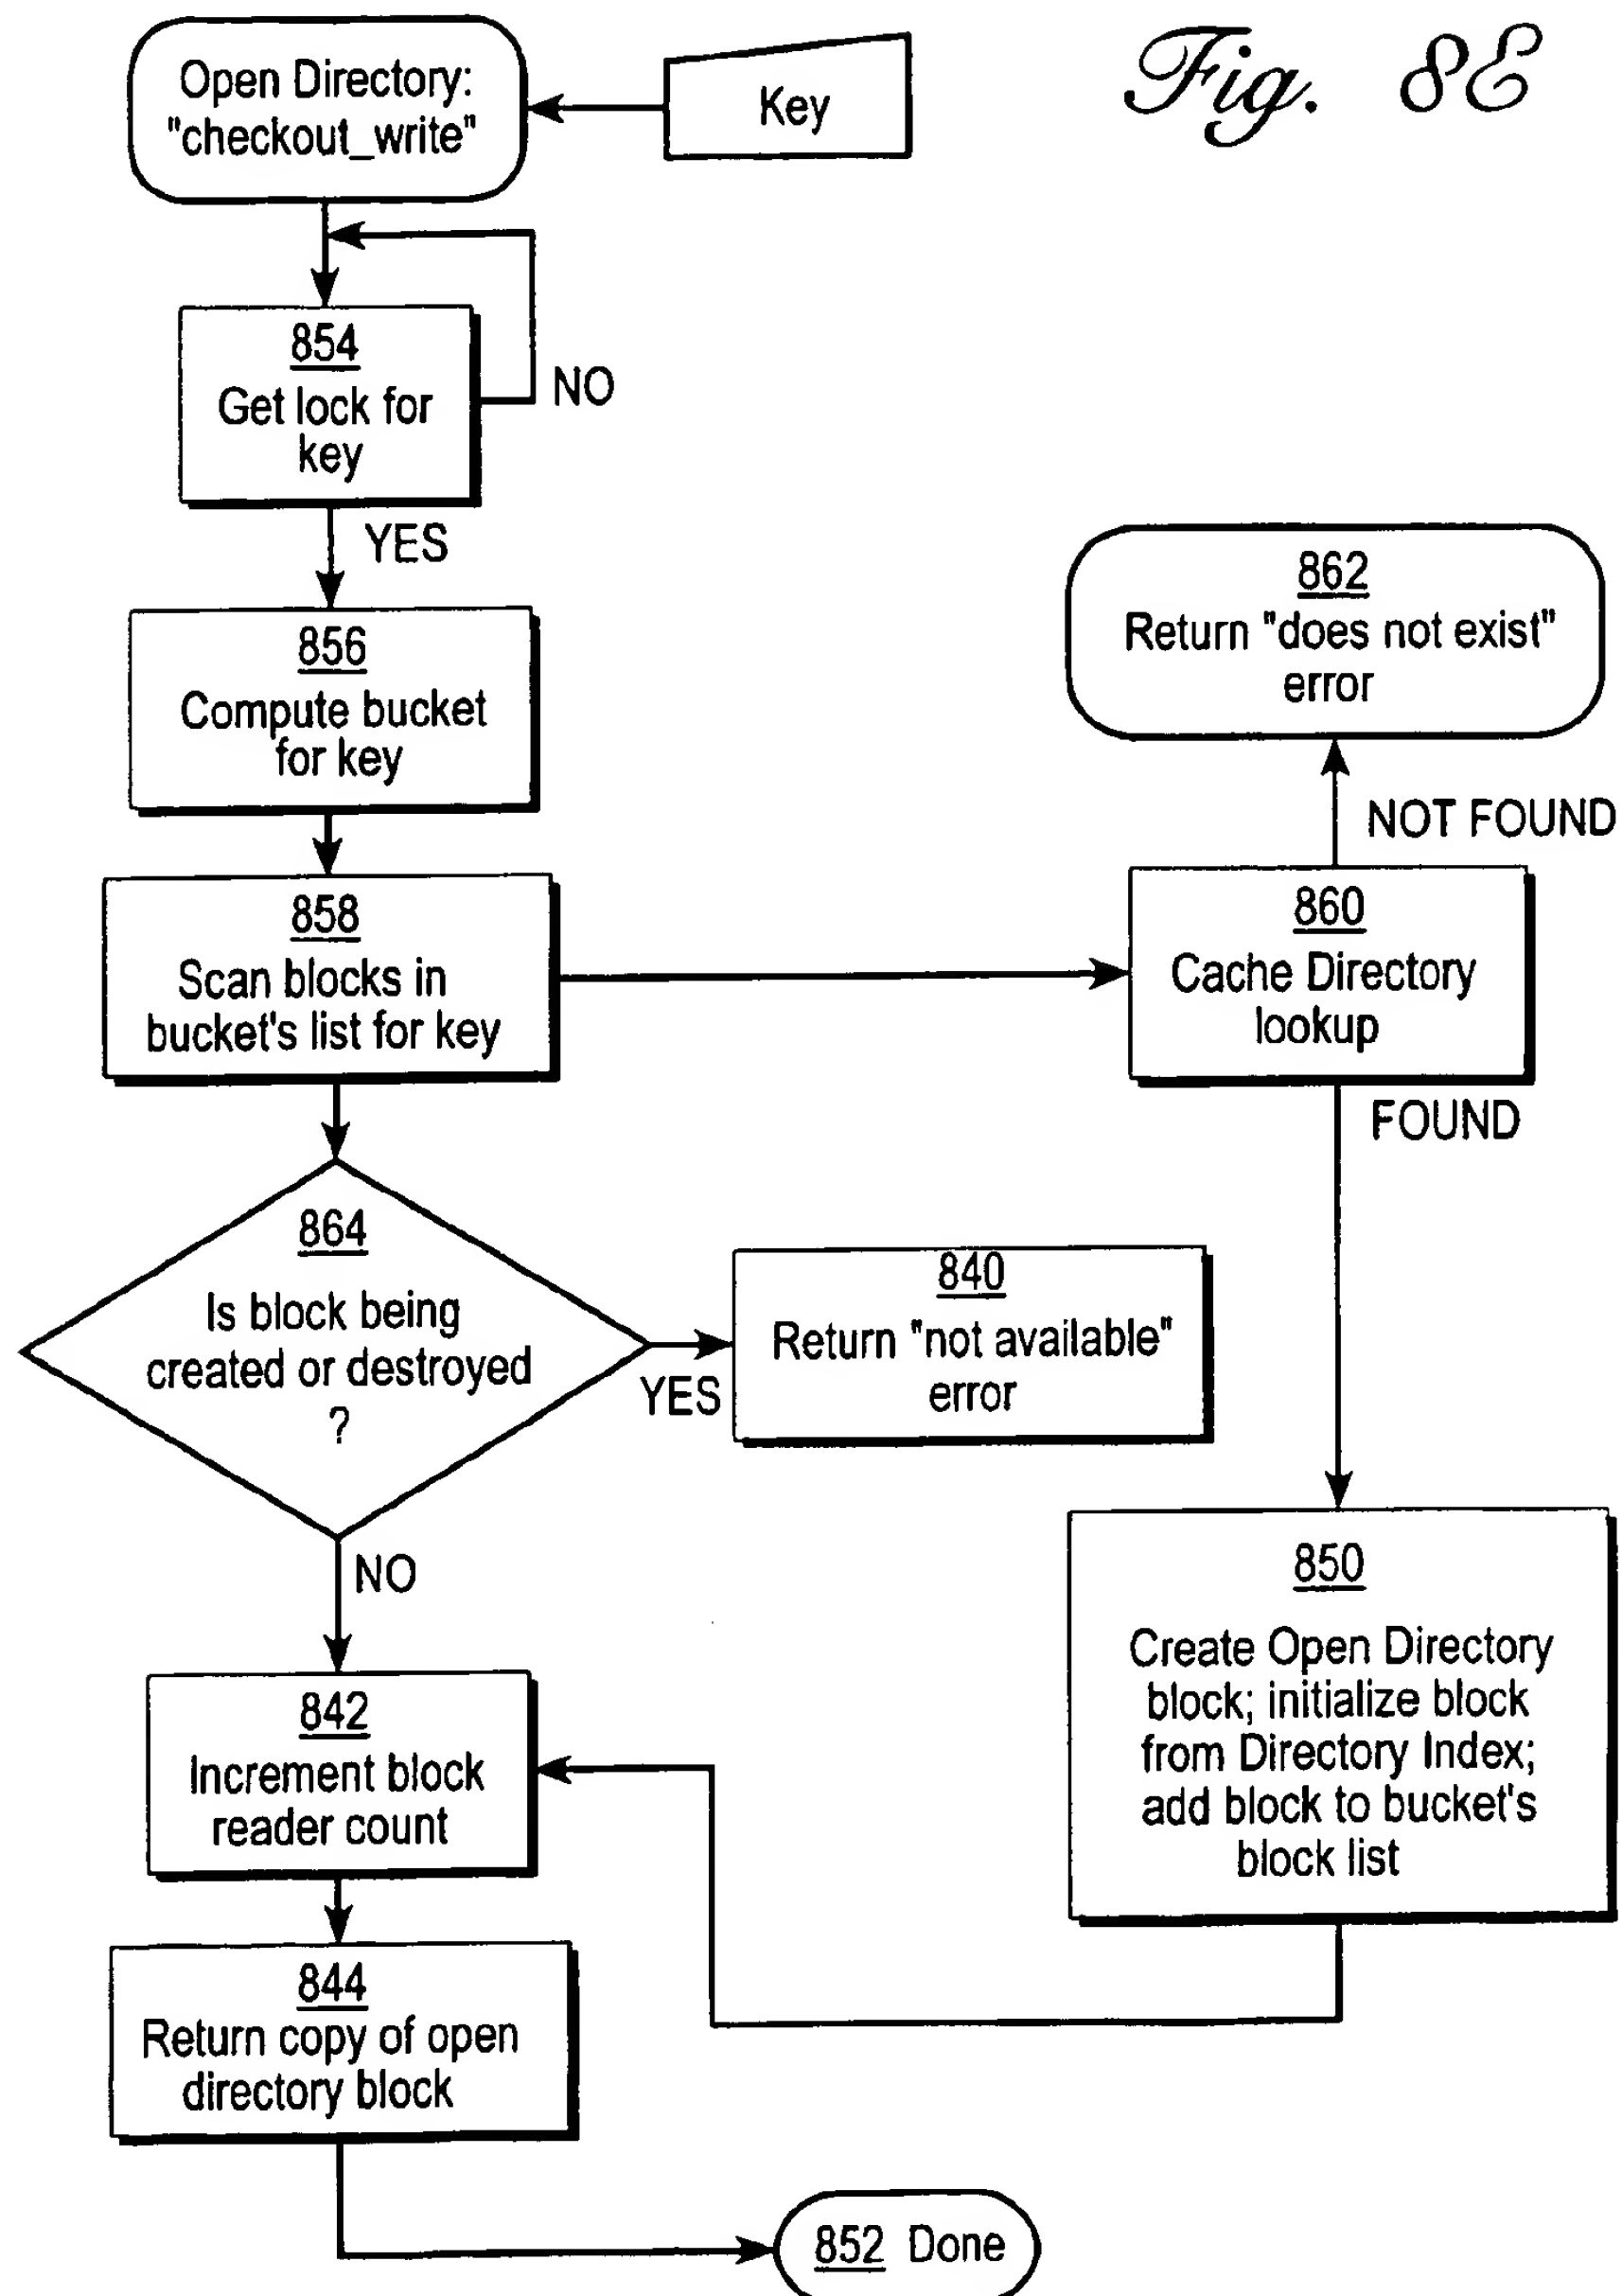 Fig. 8E
Open Directory:
"checkout_write"
Key
854
Get lock for
key
NO
YES
856
Compute bucket
for key
858
Scan blocks in
bucket's list for key
862
Return "does not exist"
error
NOT FOUND
860
Cache Directory
lookup
FOUND
864
Is block being
created or destroyed
?
YES
840
Return "not available"
error
NO
850
Create Open Directory
block; initialize block
from Directory Index;
add block to bucket's
block list
842
Increment block
reader count
844
Return copy of open
directory block
852 Done